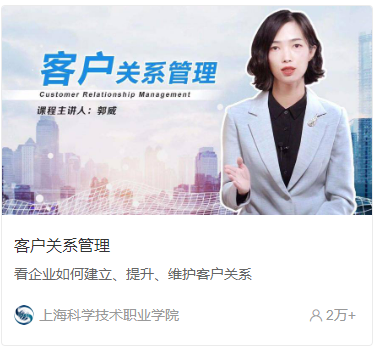 客户关系管理
Customer Relationship Management
课程主讲人：郭威
客户关系管理
看企业如何建立、提升、维护客户关系
上海科学技术职业学院
2万+